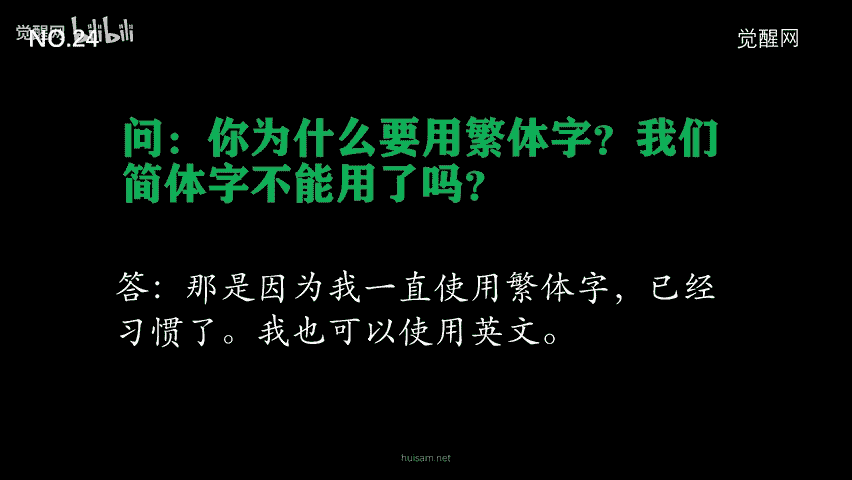 觉醒网 bilibili
NO.24
觉醒网
问：你为什么要用繁体字？我们
简体字不能用了吗？
答：那是因为我一直使用繁体字，已经
习惯了。我也可以使用英文。
huisam.net